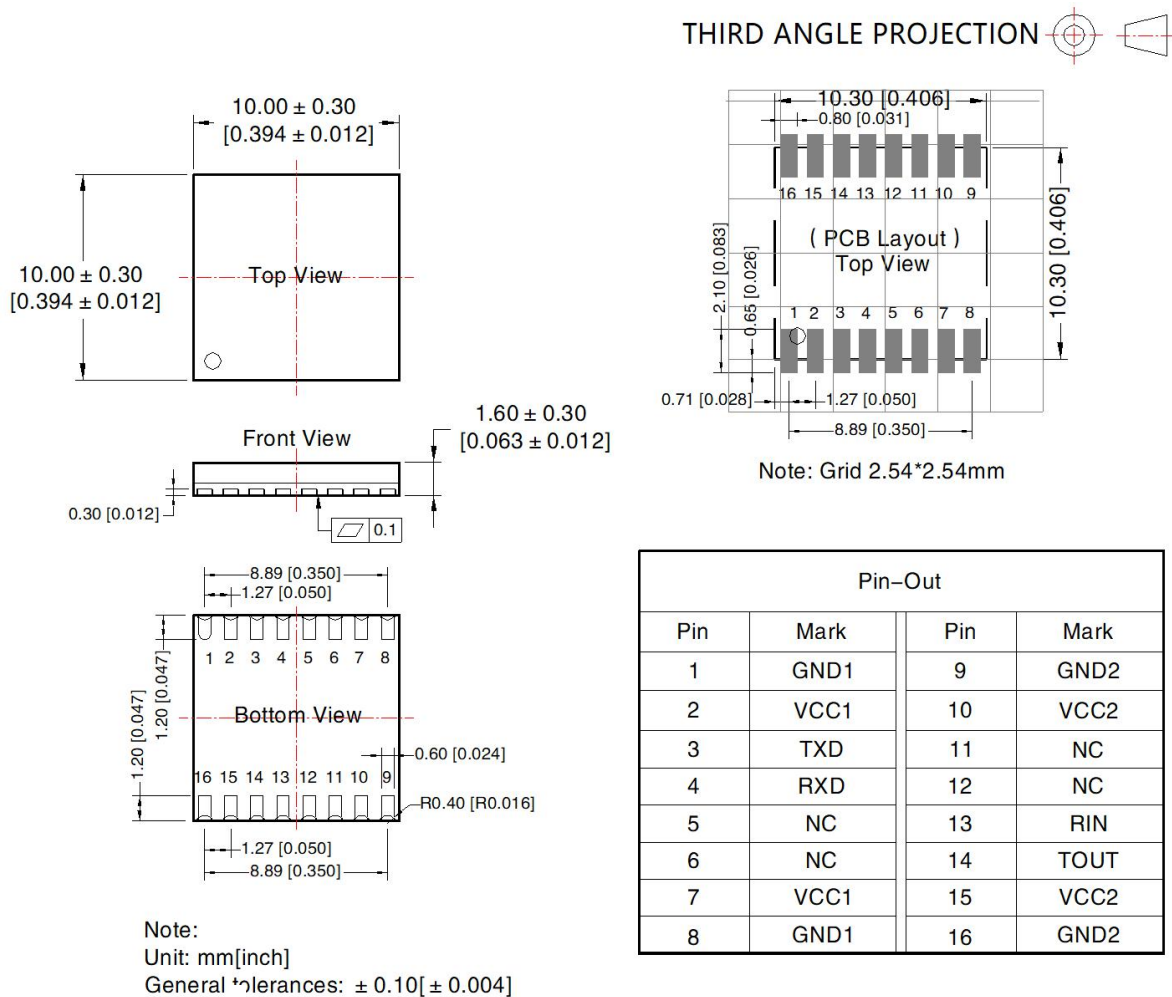 THIRD ANGLE PROJECTION
10.00 ± 0.30
[0.394 ± 0.012]
10.00 ± 0.30
[0.394 ± 0.012]
Top View
10.30 [0.406]
0.80 [0.031]
16 15 14 13 12 11 10 9
( PCB Layout )
Top View
10.30 [0.406]
2.10 [0.083]
0.65 [0.026]
1 2 3 4 5 6 7 8
0.71 [0.028]
1.27 [0.050]
8.89 [0.350]
Note: Grid 2.54*2.54mm
Front View
1.60 ± 0.30
[0.063 ± 0.012]
0.30 [0.012]
0.1
8.89 [0.350]
1.27 [0.050]
1 2 3 4 5 6 7 8
1.20 [0.047]
1.20 [0.047]
Bottom View
0.60 [0.024]
16 15 14 13 12 11 10 9
R0.40 [R0.016]
1.27 [0.050]
8.89 [0.350]
Note:
Unit: mm[inch]
General tolerances: ± 0.10[ ± 0.004]
Pin-Out
Pin Mark Pin Mark
1 GND1 9 GND2
2 VCC1 10 VCC2
3 TXD 11 NC
4 RXD 12 NC
5 NC 13 RIN
6 NC 14 TOUT
7 VCC1 15 VCC2
8 GND1 16 GND2